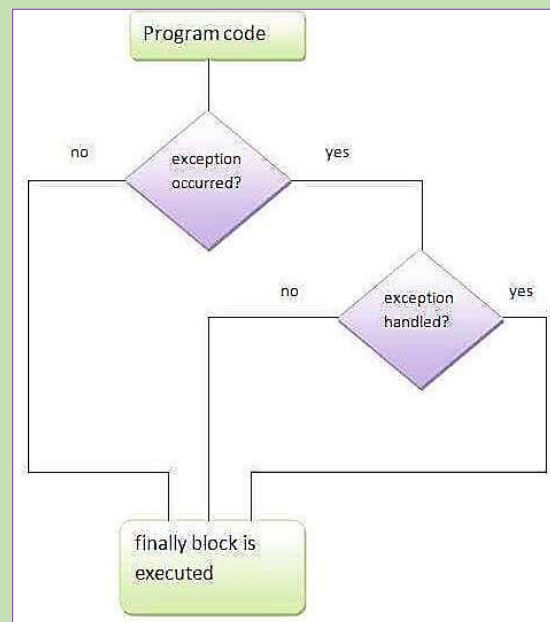 Program code
no
yes
exception
occurred?
no
yes
exception
handled?
finally block is
executed